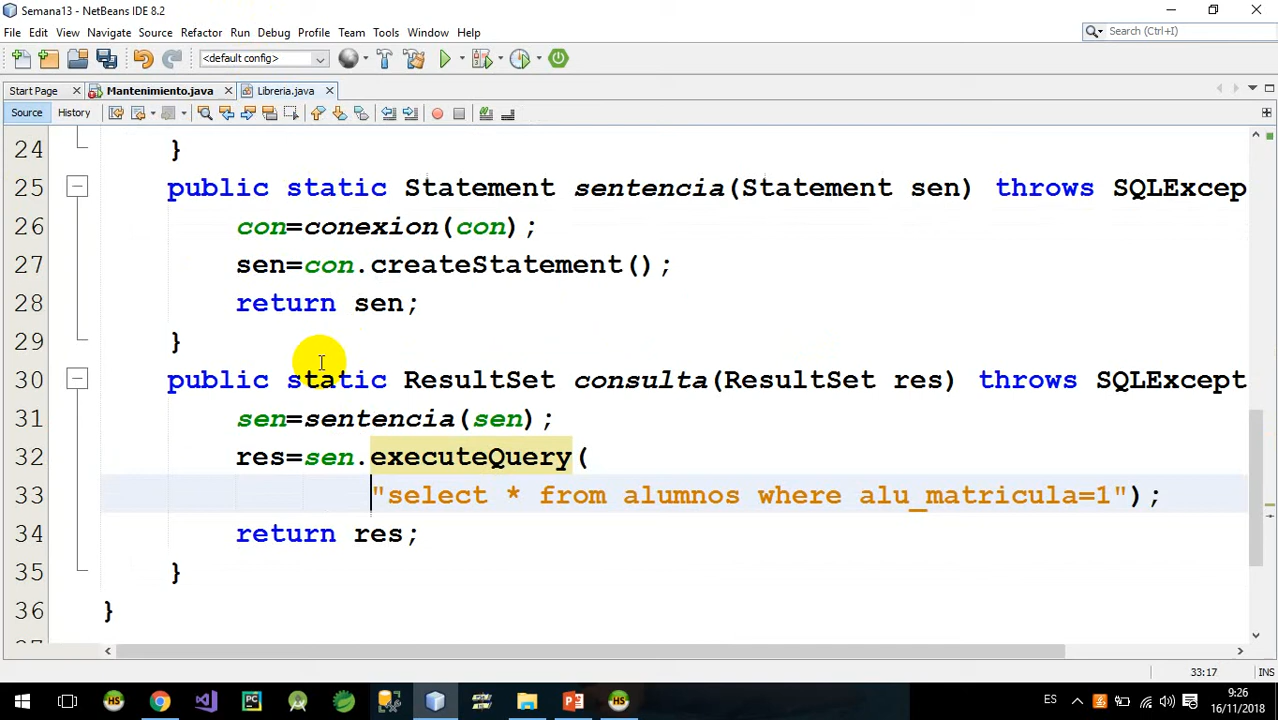 Semana13 - NetBeans IDE 8.2
File Edit View Navigate Source Refactor Run Debug Profile Team Tools Window Help
Search (Ctrl+I)
<default config>
Start Page Mantenimiento.java Libreria.java
Source History
24 }
25 public static Statement sentencia(Statement sen) throws SQLExcep
26 con=conexion(con);
27 sen=con.createStatement();
28 return sen;
29 }
30 public static ResultSet consulta(ResultSet res) throws SQLExcept
31 sen=sentencia(sen);
32 res=sen.executeQuery(
33 "select * from alumnos where alu_matricula=1");
34 return res;
35 }
36 }
33:17 INS
ES 9:26
16/11/2018